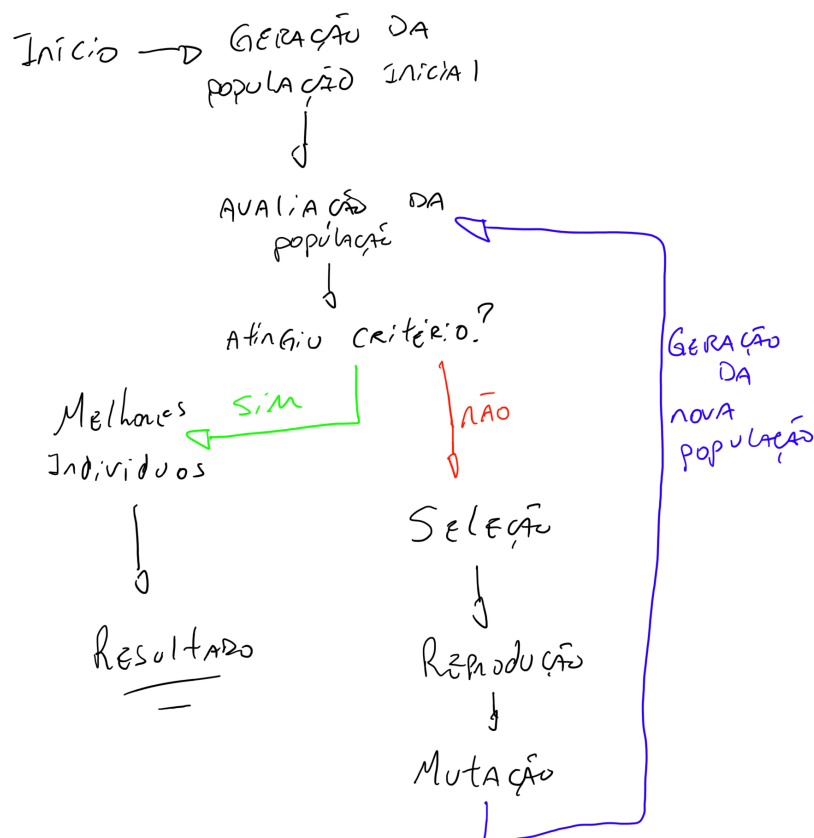 Início → GERAÇÃO DA
POPULAÇÃO INICIAL
AVALIAÇÃO DA
POPULAÇÃO
Atingiu critério?
SIM
NÃO
Melhores
Indivíduos
GERAÇÃO
DA
NOVA
POPULAÇÃO
Seleção
Resultado
Reprodução
Mutação